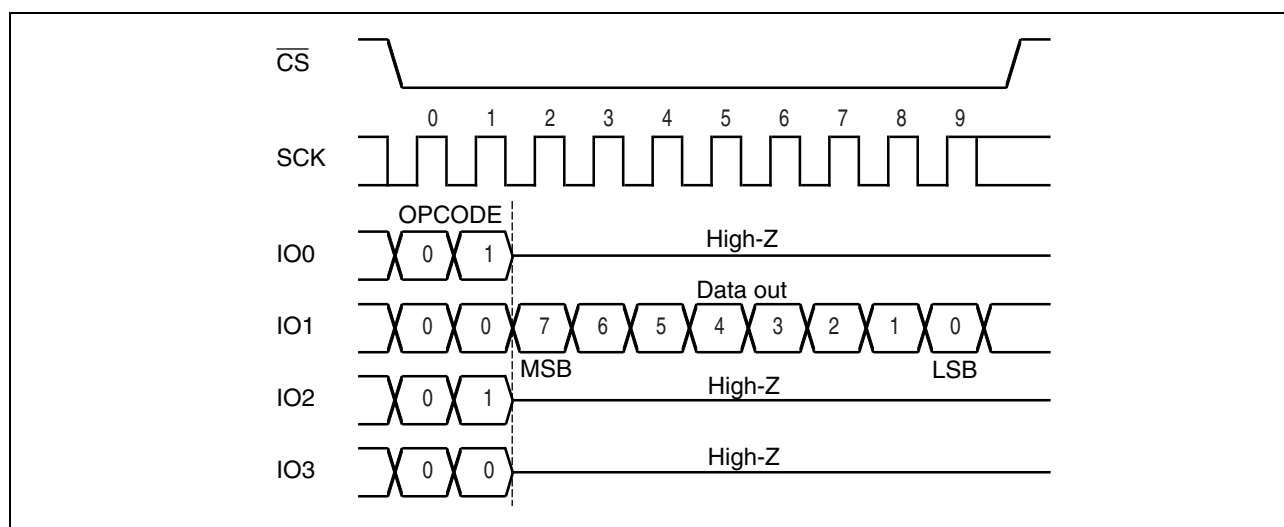 CS
0 1 2 3 4 5 6 7 8 9
SCK
OPCODE
IO0 0 1 High-Z
Data out
IO1 0 0 7 6 5 4 3 2 1 0
MSB LSB
IO2 0 1 High-Z
IO3 0 0 High-Z